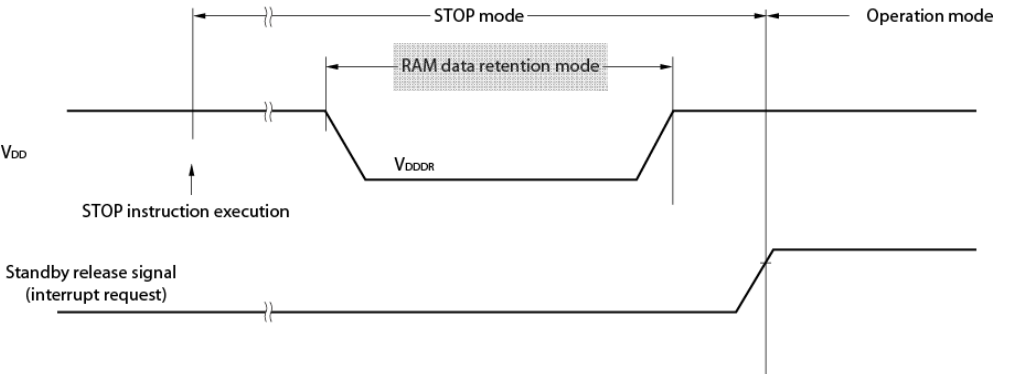 STOP mode
Operation mode
RAM data retention mode
VDD
VDDDR
STOP instruction execution
Standby release signal
(interrupt request)